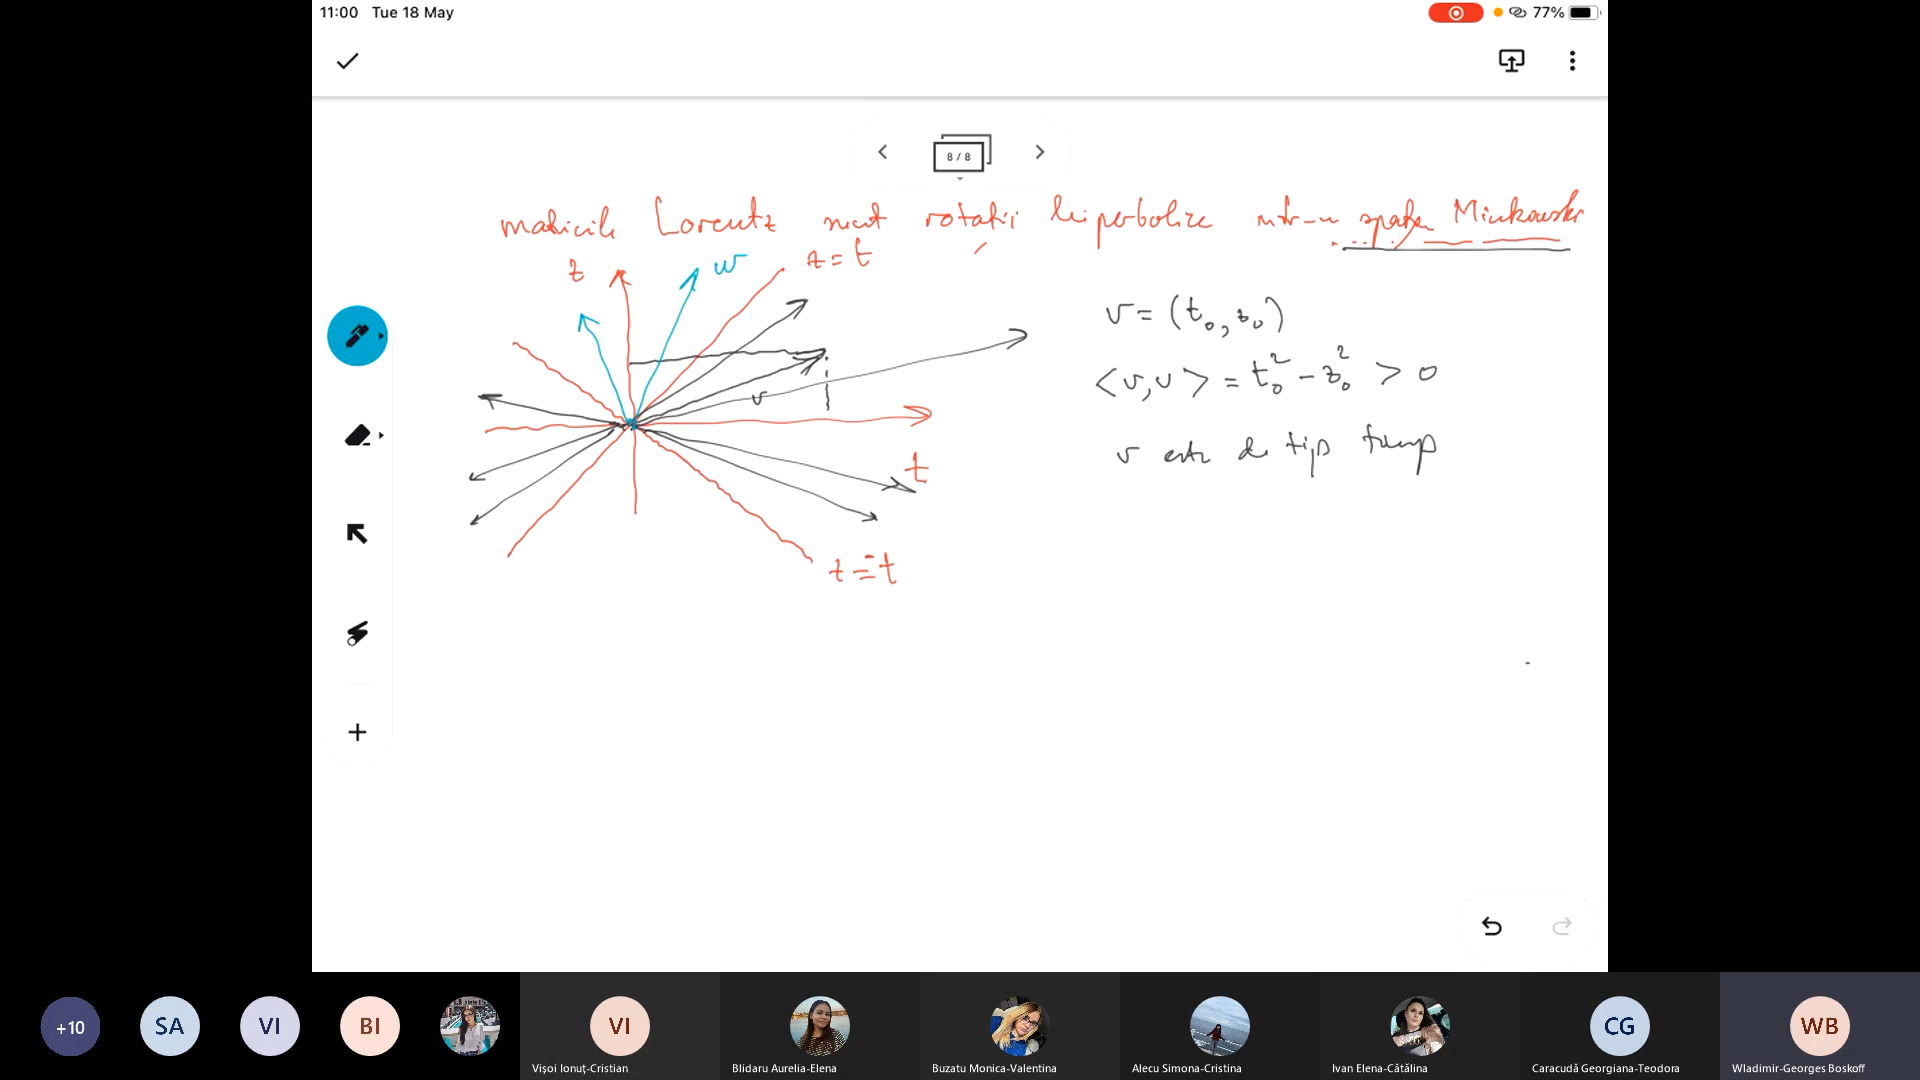 11:00 Tue 18 May 77%
8 / 8
matricile Lorentz sunt rotații hiperbolice într-un spațiu Minkowski
z w z = t
v = (t₀, z₀)
<v, v> = t₀² - z₀² > 0
v
t
v este de tip timp
z = -t
+10 SA VI BI VI CG WB
Vișoi Ionuț-Cristian Blidaru Aurelia-Elena Buzatu Monica-Valentina Alecu Simona-Cristina Ivan Elena-Cătălina Caracudă Georgiana-Teodora Wladimir-Georges Boskoff